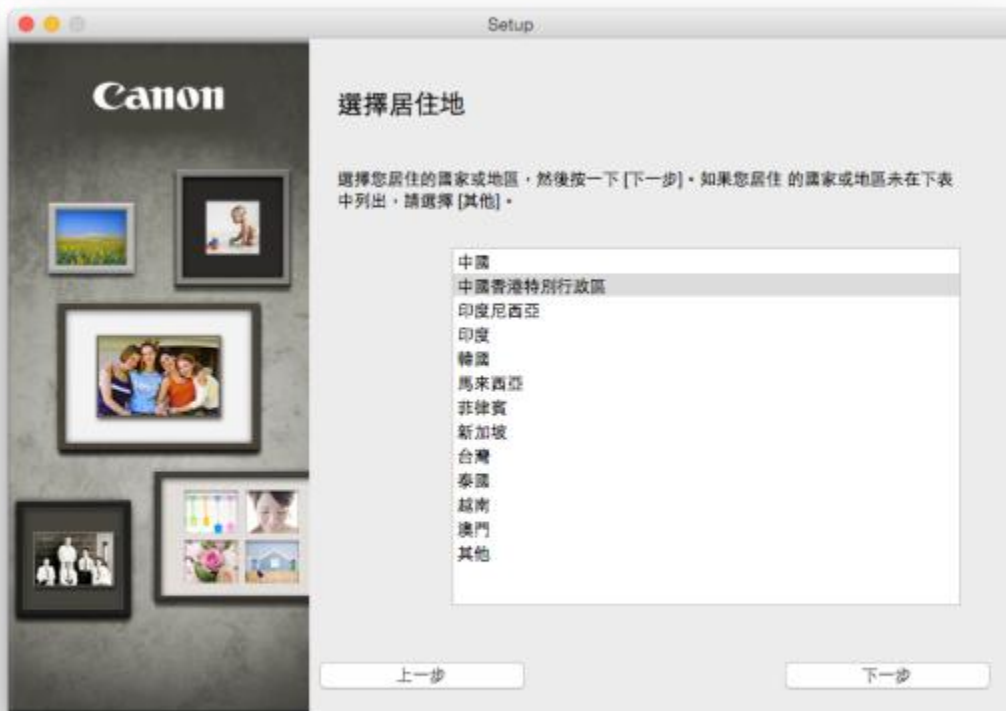 Setup
Canon
選擇居住地
選擇您居住的國家或地區，然後按一下 [下一步]。如果您居住 的國家或地區未在下表
中列出，請選擇 [其他]。
中國
中國香港特別行政區
印度尼西亞
印度
韓國
馬來西亞
菲律賓
新加坡
台灣
泰國
越南
澳門
其他
上一步
下一步